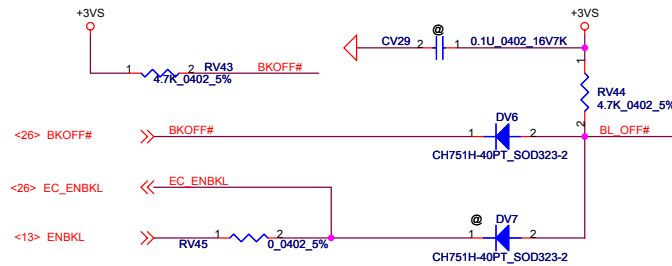 +3VS
+3VS
@
CV29 2 1 0.1U_0402_16V7K
1
1 2 RV43 BKOFF#
4.7K_0402_5%
RV44
4.7K_0402_5%
2
DV6
<26> BKOFF# BKOFF# 1 2 BL_OFF#
CH751H-40PT_SOD323-2
<26> EC_ENBKL EC_ENBKL
@ DV7
<13> ENBKL 1 2 1 2
RV45 0_0402_5%
CH751H-40PT_SOD323-2